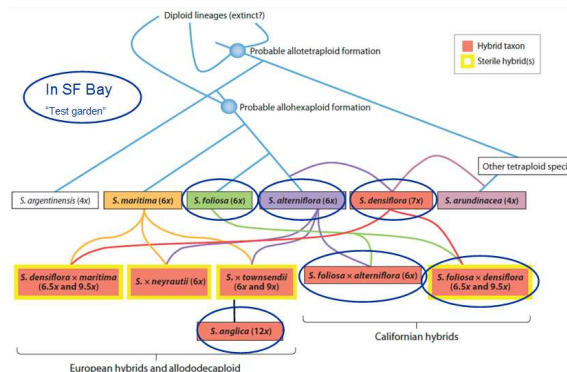 Diploid lineages (extinct?)
Probable allotetraploid formation
Hybrid taxon
Sterile hybrid(s)
In SF Bay
"Test garden"
Probable allohexaploid formation
Other tetraploid speci
S. argentinensis (4x)
S. maritima (6x)
S. foliosa (6x)
S. alterniflora (6x)
S. densiflora (7x)
S. arundinacea (4x)
S. densiflora × maritima
(6.5x and 9.5x)
S. × neyrautii (6x)
S. × townsendii
(6x and 9x)
S. foliosa × alterniflora (6x)
S. foliosa × densiflora
(6.5x and 9.5x)
S. anglica (12x)
Californian hybrids
European hybrids and allododecaploid